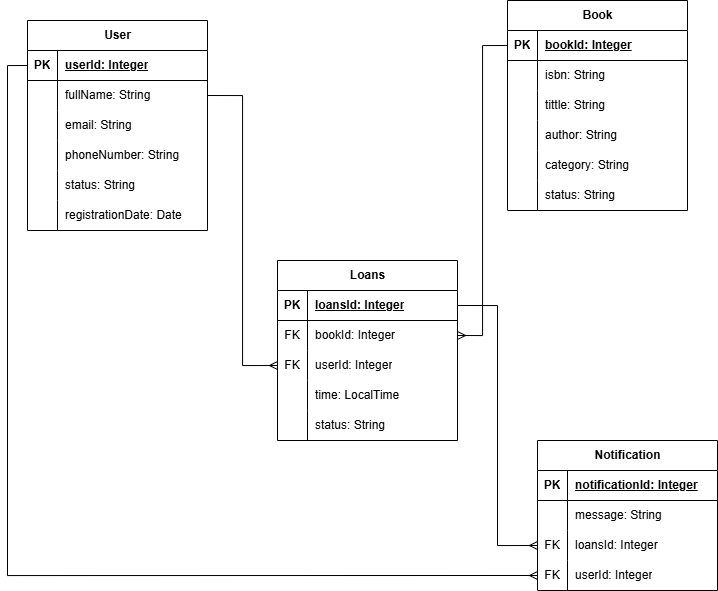 User
PK userId: Integer
fullName: String
email: String
phoneNumber: String
status: String
registrationDate: Date
Book
PK bookId: Integer
isbn: String
tittle: String
author: String
category: String
status: String
Loans
PK loansId: Integer
FK bookId: Integer
FK userId: Integer
time: LocalTime
status: String
Notification
PK notificationId: Integer
message: String
FK loansId: Integer
FK userId: Integer